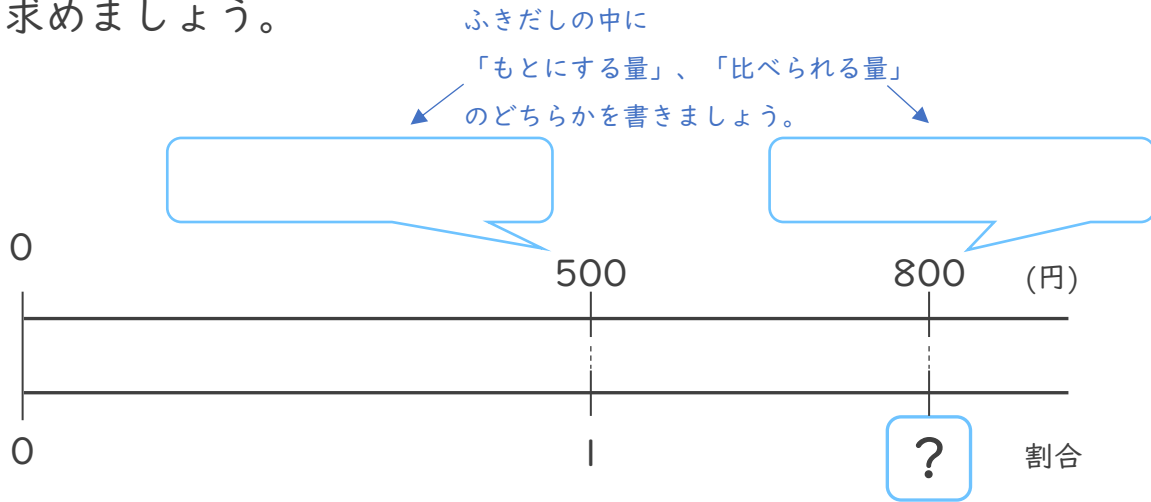 求めましょう。
ふきだしの中に
「もとにする量」、「比べられる量」
のどちらかを書きましょう。
0
500
800
(円)
0
1
?
割合